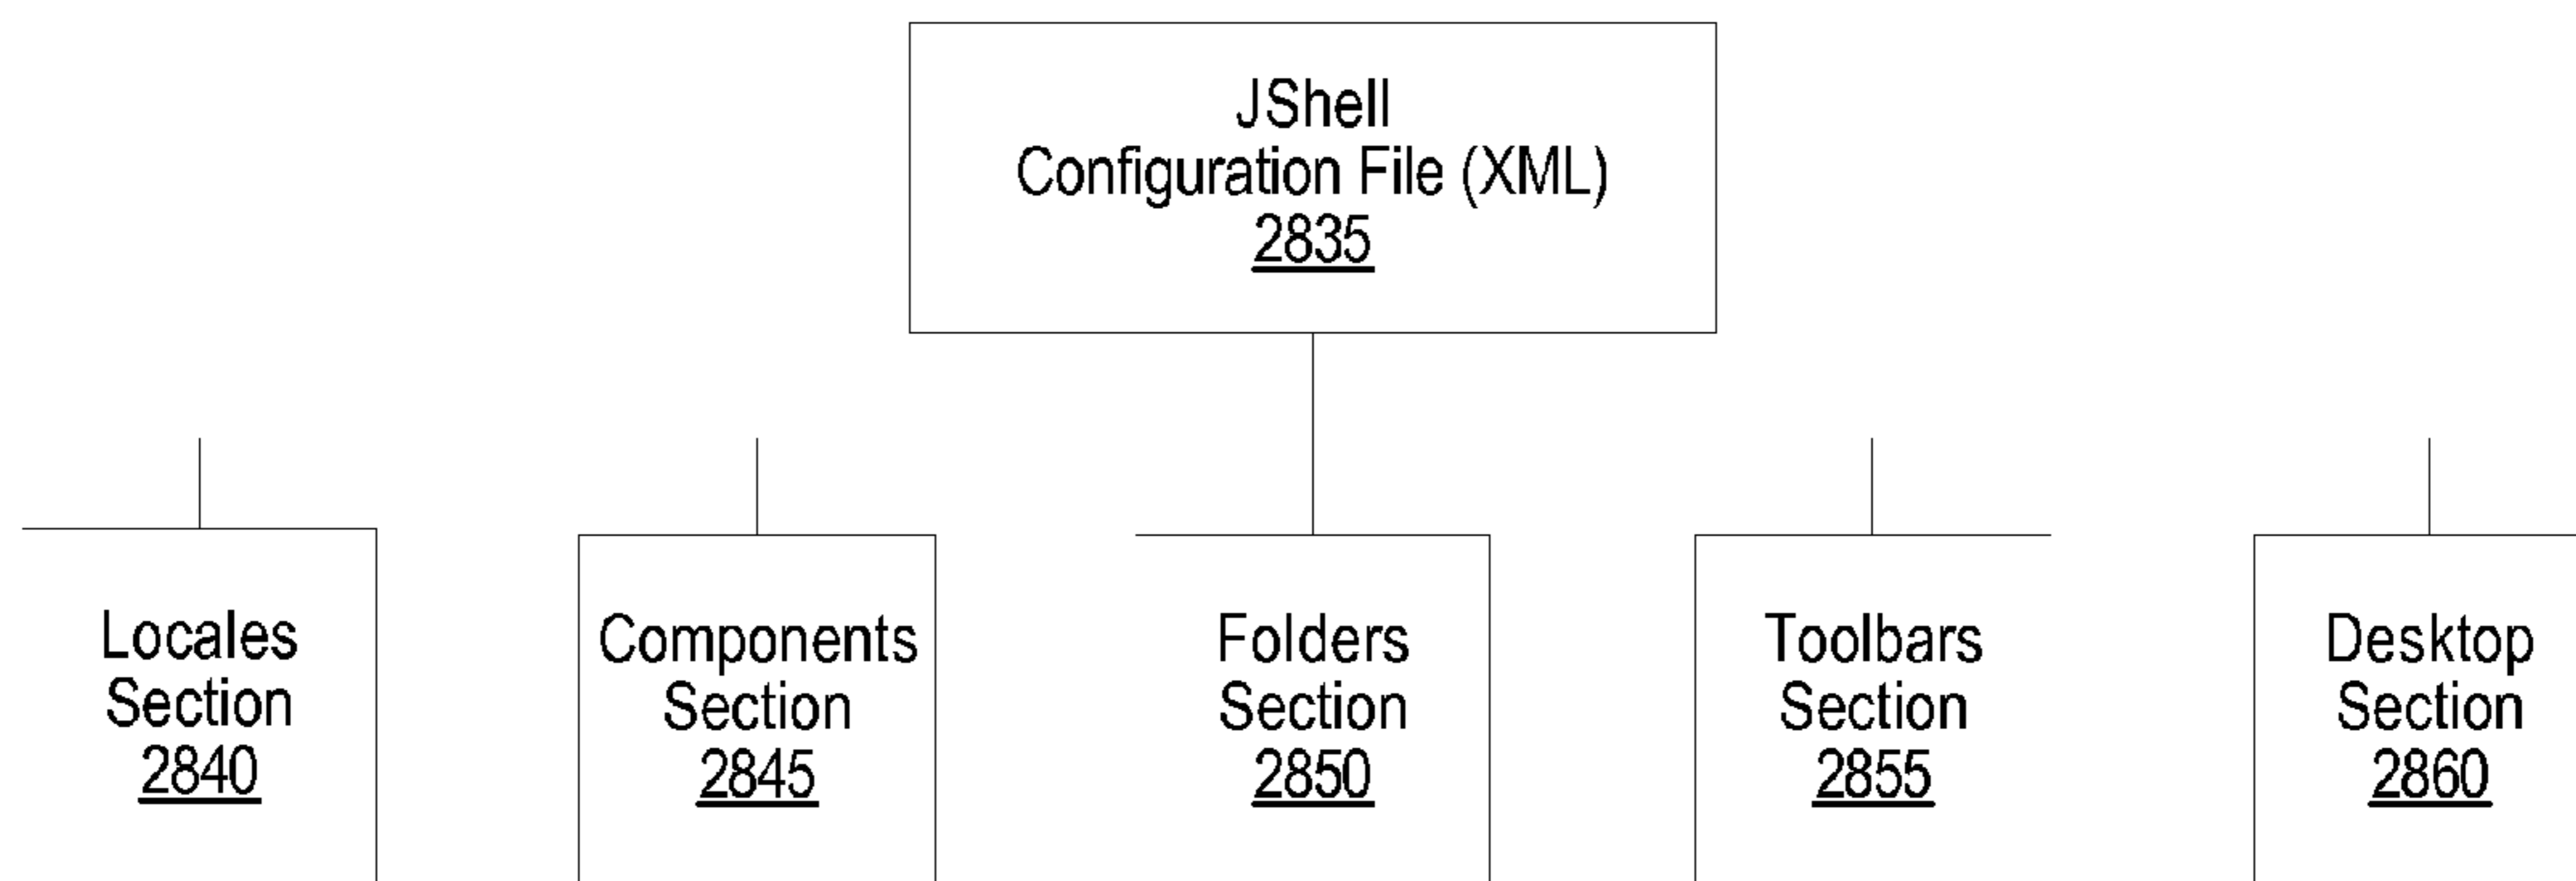 JShell
Configuration File (XML)
2835
Locales
Section
2840
Components
Section
2845
Folders
Section
2850
Toolbars
Section
2855
Desktop
Section
2860